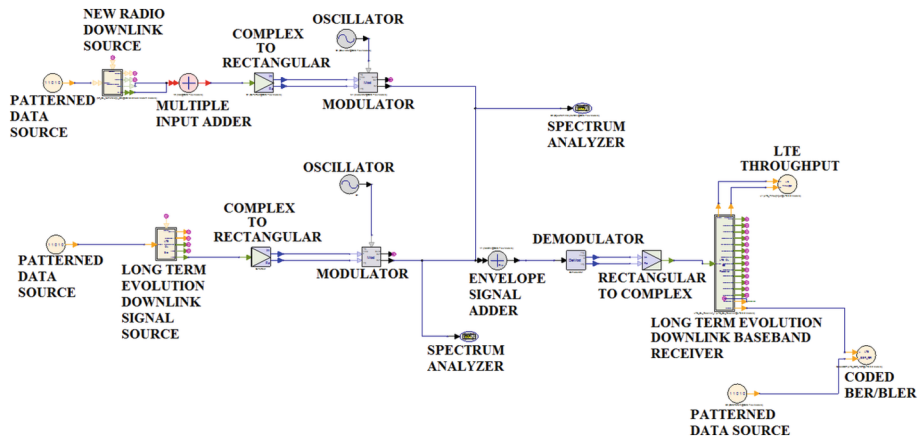 NEW RADIO
DOWNLINK
SOURCE
PATTERNED
DATA
SOURCE
MULTIPLE
INPUT ADDER
COMPLEX
TO
RECTANGULAR
OSCILLATOR
MODULATOR
SPECTRUM
ANALYZER
PATTERNED
DATA
SOURCE
LONG TERM
EVOLUTION
DOWNLINK
SIGNAL
SOURCE
COMPLEX
TO
RECTANGULAR
OSCILLATOR
MODULATOR
SPECTRUM
ANALYZER
ENVELOPE
SIGNAL
ADDER
DEMODULATOR
RECTANGULAR
TO COMPLEX
LTE
THROUGHPUT
LONG TERM EVOLUTION
DOWNLINK BASEBAND
RECEIVER
CODED
BER/BLER
PATTERNED
DATA SOURCE